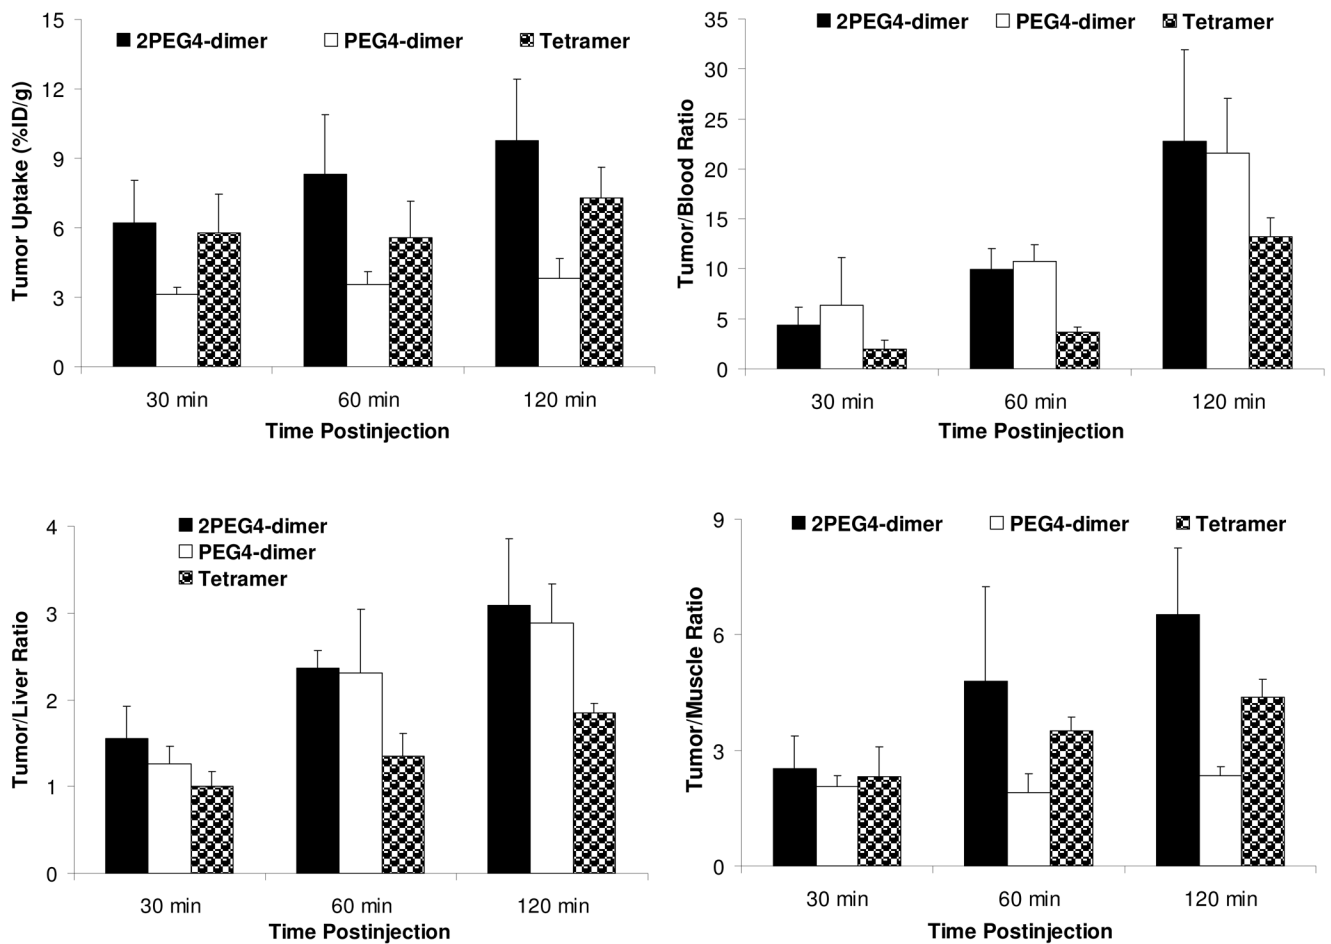 15
12
9
6
3
0
Tumor Uptake (%ID/g)
2PEG4-dimer PEG4-dimer Tetramer
30 min 60 min 120 min
Time Postinjection
35
30
25
20
15
10
5
0
Tumor/Blood Ratio
2PEG4-dimer PEG4-dimer Tetramer
30 min 60 min 120 min
Time Postinjection
4
3
2
1
0
Tumor/Liver Ratio
2PEG4-dimer
PEG4-dimer
Tetramer
30 min 60 min 120 min
Time Postinjection
9
6
3
0
Tumor/Muscle Ratio
2PEG4-dimer PEG4-dimer Tetramer
30 min 60 min 120 min
Time Postinjection